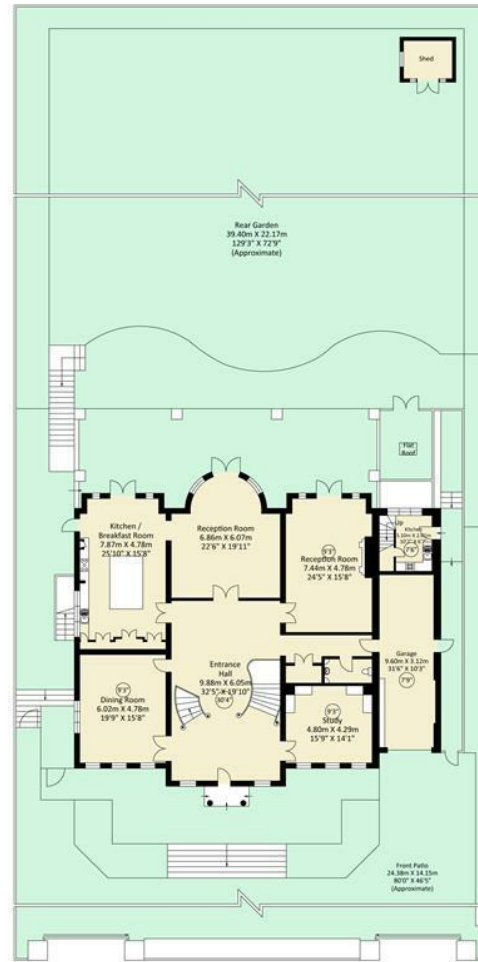 Shed
Rear Garden
39.40m X 22.17m
129'3" X 72'9"
(Approximate)
Flat
Roof
Kitchen /
Breakfast Room
7.87m X 4.78m
25'10" X 15'8"
Reception Room
6.86m X 6.07m
22'6" X 19'11"
9'3"
Reception Room
7.44m X 4.78m
24'5" X 15'8"
Up
Kitchen
7'6"
Garage
9.60m X 3.12m
31'6" X 10'3"
7'9"
Entrance
Hall
9.88m X 6.05m
32'5" X 19'10"
30'4"
9'3"
Dining Room
6.02m X 4.78m
19'9" X 15'8"
9'3"
Study
4.80m X 4.29m
15'9" X 14'1"
Front Patio
24.38m X 14.15m
80'0" X 46'5"
(Approximate)